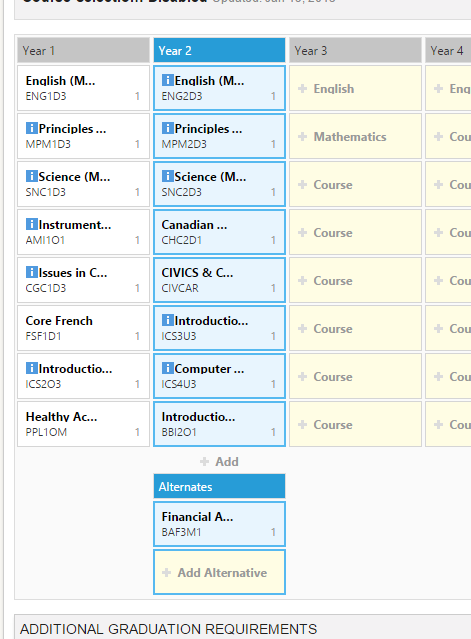 Course Selection: Disabled Updated: Jun 16, 2015
Year 1 Year 2 Year 3 Year 4
English (M... English (M... English Eng
ENG1D3 1 ENG2D3 1
Principles ... Principles ... Mathematics Cou
MPM1D3 1 MPM2D3 1
Science (M... Science (M... Course Cou
SNC1D3 1 SNC2D3 1
Instrument... Canadian ... Course Cou
AMI1O1 1 CHC2D1 1
Issues in C... CIVICS & C... Course Cou
CGC1D3 1 CIVCAR 1
Core French Introductio... Course Cou
FSF1D1 1 ICS3U3 1
Introductio... Computer ... Course Cou
ICS2O3 1 ICS4U3 1
Healthy Ac... Introductio... Course Cou
PPL1OM 1 BBI2O1 1
Add
Alternates
Financial A...
BAF3M1 1
Add Alternative
ADDITIONAL GRADUATION REQUIREMENTS